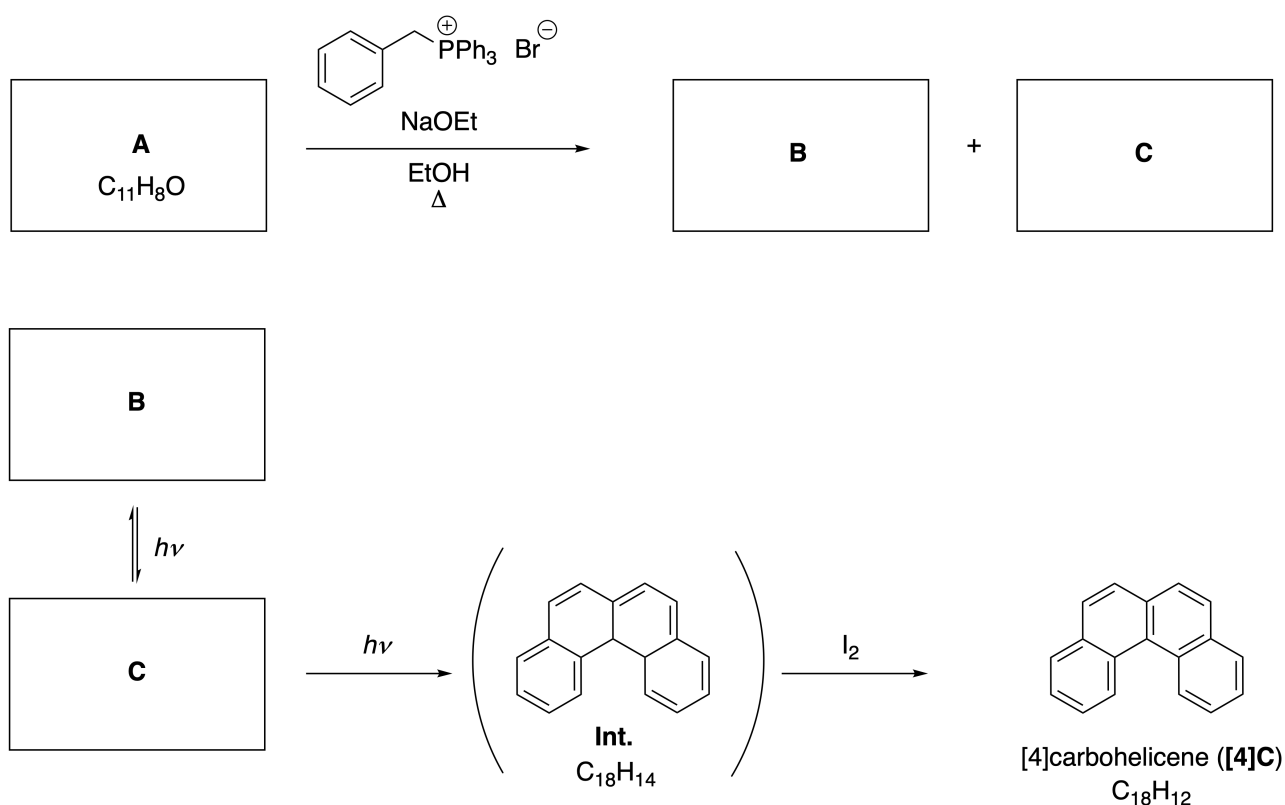 ⊕
PPh₃ Br⊖
A
C₁₁H₈O
NaOEt
EtOH
Δ
B
+
C
B
hν
C
hν
Int.
C₁₈H₁₄
I₂
[4]carbohelicene ([4]C)
C₁₈H₁₂